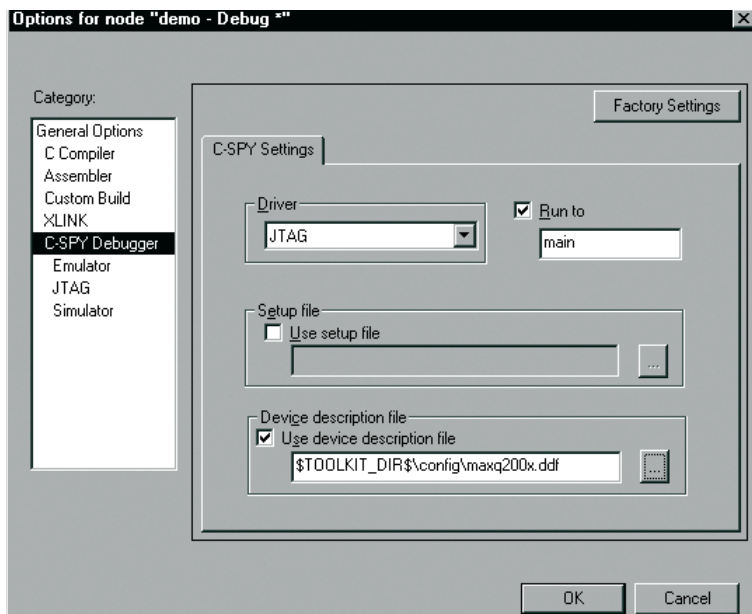 Options for node "demo - Debug *"
Category:
General Options
C Compiler
Assembler
Custom Build
XLINK
C-SPY Debugger
Emulator
JTAG
Simulator
Factory Settings
C-SPY Settings
Driver
JTAG
Run to
main
Setup file
Use setup file
...
Device description file
Use device description file
$TOOLKIT_DIR$\config\maxq200x.ddf
...
OK
Cancel